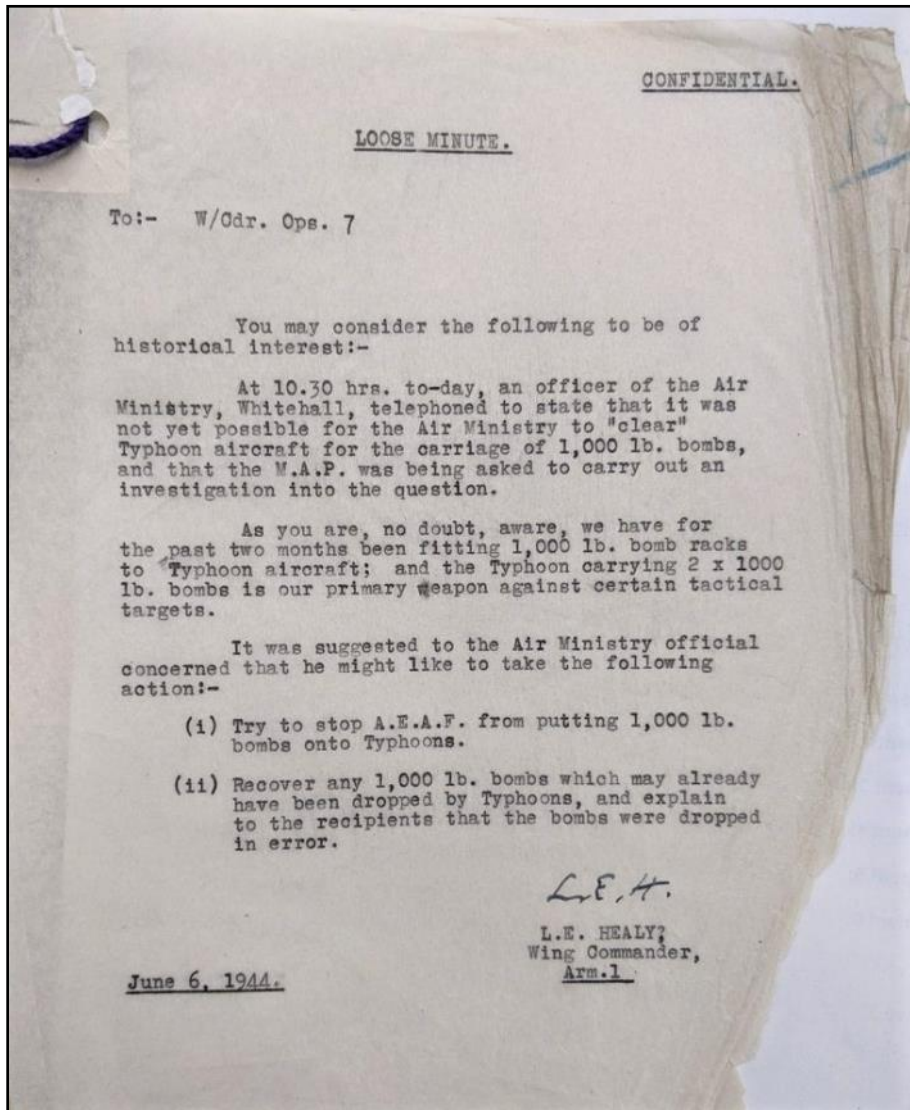 CONFIDENTIAL.
LOOSE MINUTE.
To:- W/Cdr. Ops. 7
You may consider the following to be of
historical interest:-
At 10.30 hrs. to-day, an officer of the Air
Ministry, Whitehall, telephoned to state that it was
not yet possible for the Air Ministry to "clear"
Typhoon aircraft for the carriage of 1,000 lb. bombs,
and that the M.A.P. was being asked to carry out an
investigation into the question.
As you are, no doubt, aware, we have for
the past two months been fitting 1,000 lb. bomb racks
to Typhoon aircraft; and the Typhoon carrying 2 x 1000
lb. bombs is our primary weapon against certain tactical
targets.
It was suggested to the Air Ministry official
concerned that he might like to take the following
action:-
(i) Try to stop A.E.A.F. from putting 1,000 lb.
bombs onto Typhoons.
(ii) Recover any 1,000 lb. bombs which may already
have been dropped by Typhoons, and explain
to the recipients that the bombs were dropped
in error.
L.E.H.
L.E. HEALY,
Wing Commander,
Arm.1
June 6, 1944.